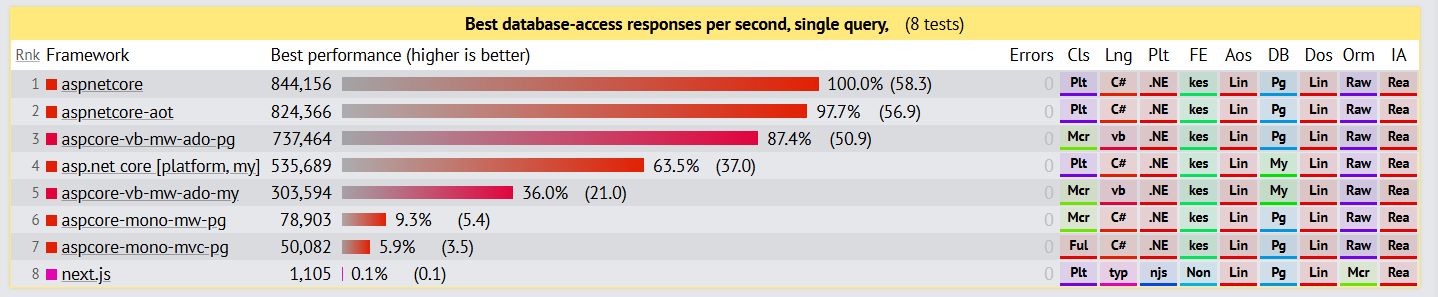 Best database-access responses per second, single query, (8 tests)
Rnk Framework Best performance (higher is better) Errors Cls Lng Plt FE Aos DB Dos Orm IA
1 aspnetcore 844,156 100.0% (58.3) 0 Plt C# .NE kes Lin Pg Lin Raw Rea
2 aspnetcore-aot 824,366 97.7% (56.9) 0 Plt C# .NE kes Lin Pg Lin Raw Rea
3 aspcore-vb-mw-ado-pg 737,464 87.4% (50.9) 0 Mcr vb .NE kes Lin Pg Lin Raw Rea
4 asp.net core [platform, my] 535,689 63.5% (37.0) 0 Plt C# .NE kes Lin My Lin Raw Rea
5 aspcore-vb-mw-ado-my 303,594 36.0% (21.0) 0 Mcr vb .NE kes Lin My Lin Raw Rea
6 aspcore-mono-mw-pg 78,903 9.3% (5.4) 0 Mcr C# .NE kes Lin Pg Lin Raw Rea
7 aspcore-mono-mvc-pg 50,082 5.9% (3.5) 0 Ful C# .NE kes Lin Pg Lin Raw Rea
8 next.js 1,105 0.1% (0.1) 0 Plt typ njs Non Lin Pg Lin Mcr Rea